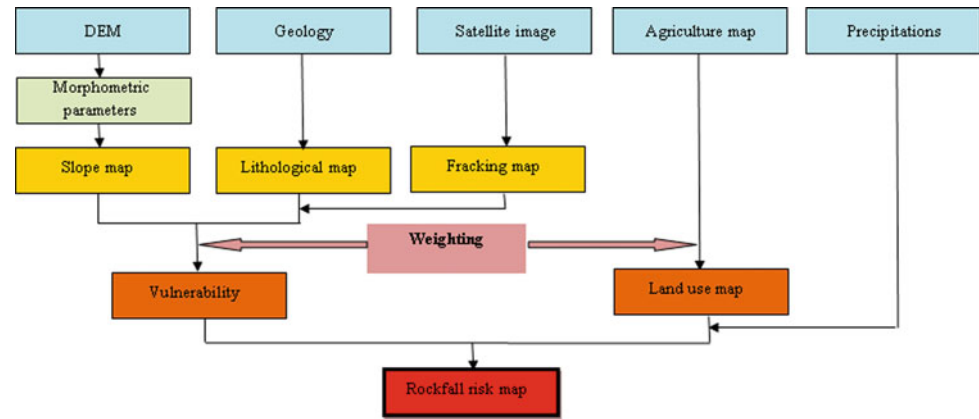 DEM
Geology
Satellite image
Agriculture map
Precipitations
Morphometric
parameters
Slope map
Lithological map
Fracking map
Weighting
Vulnerability
Land use map
Rockfall risk map